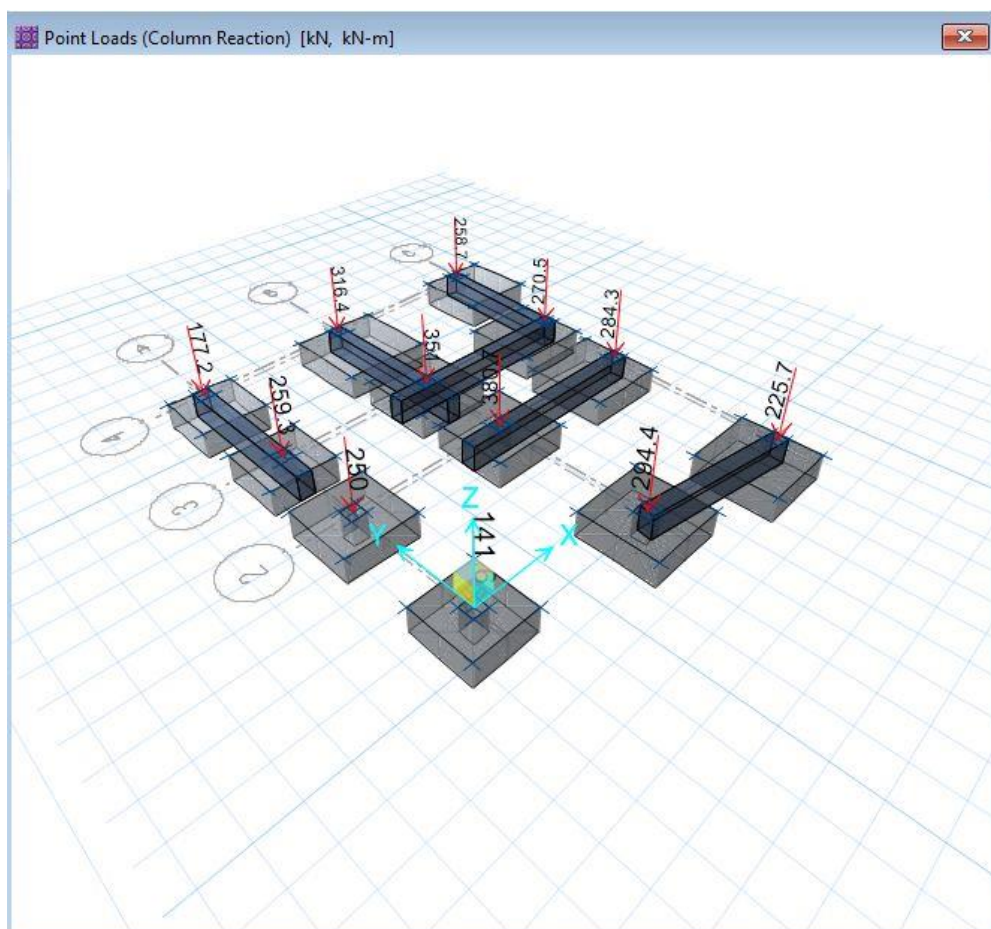 Point Loads (Column Reaction) [kN, kN-m]
258.7
C
316.4
B
270.5
284.3
177.2
A
351
259.3
380.
225.7
4
250
294.4
3
Z
141.
Y
X
2